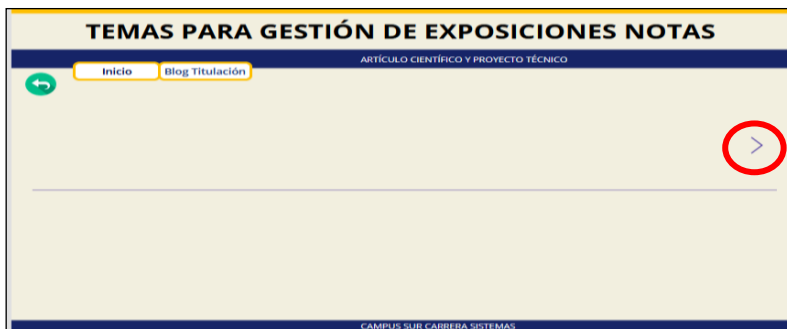 TEMAS PARA GESTIÓN DE EXPOSICIONES NOTAS
ARTÍCULO CIENTÍFICO Y PROYECTO TÉCNICO
Inicio Blog Titulación
CAMPUS SUR CARRERA SISTEMAS